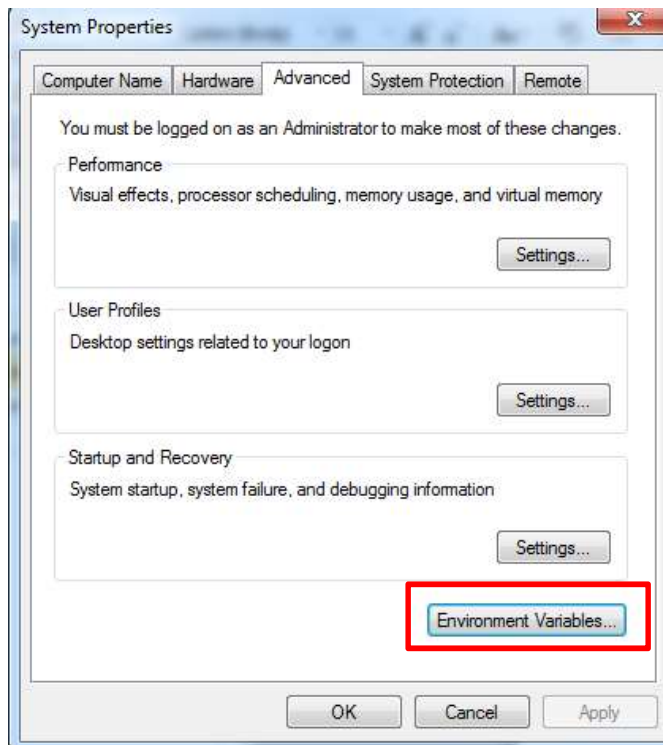 System Properties
Computer Name Hardware Advanced System Protection Remote
You must be logged on as an Administrator to make most of these changes.
Performance
Visual effects, processor scheduling, memory usage, and virtual memory
Settings...
User Profiles
Desktop settings related to your logon
Settings...
Startup and Recovery
System startup, system failure, and debugging information
Settings...
Environment Variables...
OK Cancel Apply